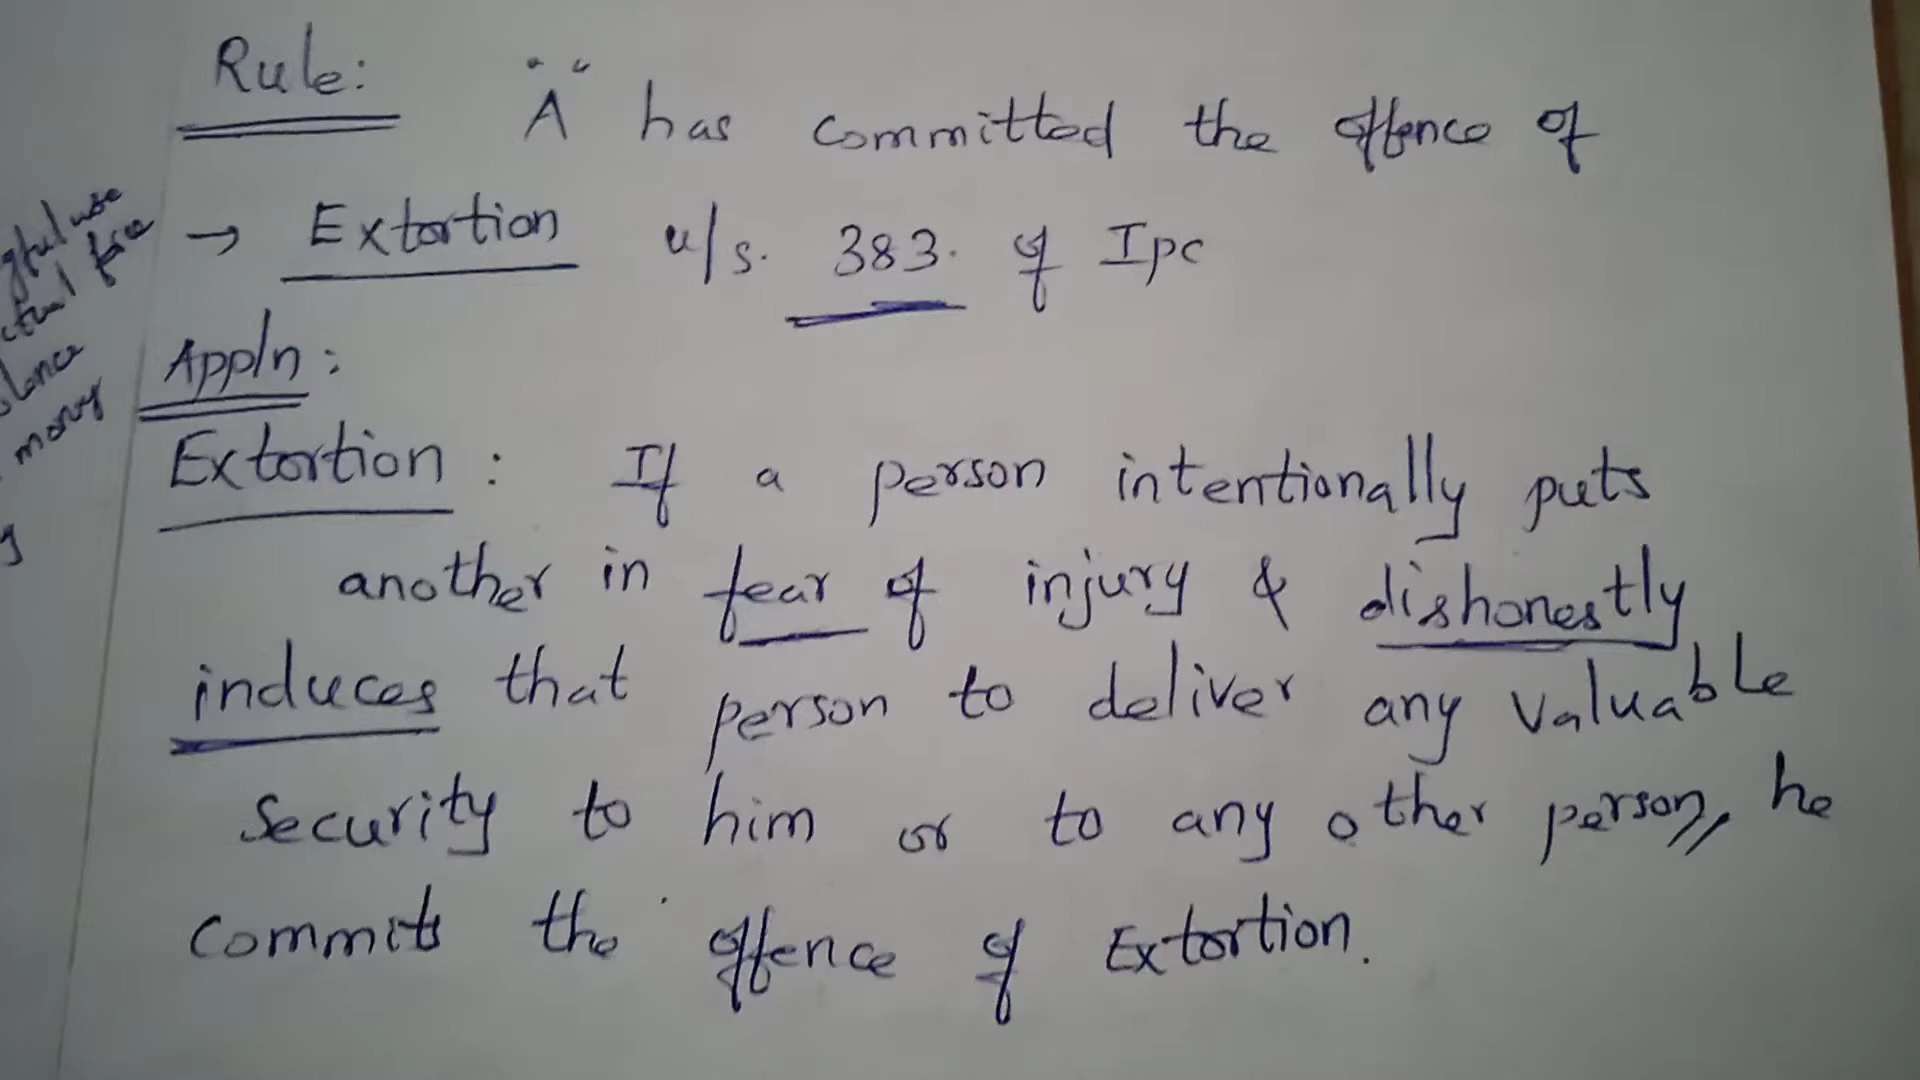 Rule: "A" has committed the offence of
→ Extortion u/s. 383. of Ipc
Appln:
Extortion: If a person intentionally puts
another in fear of injury & dishonestly
induces that person to deliver any valuable
security to him or to any other person, he
commits the offence of Extortion.
money